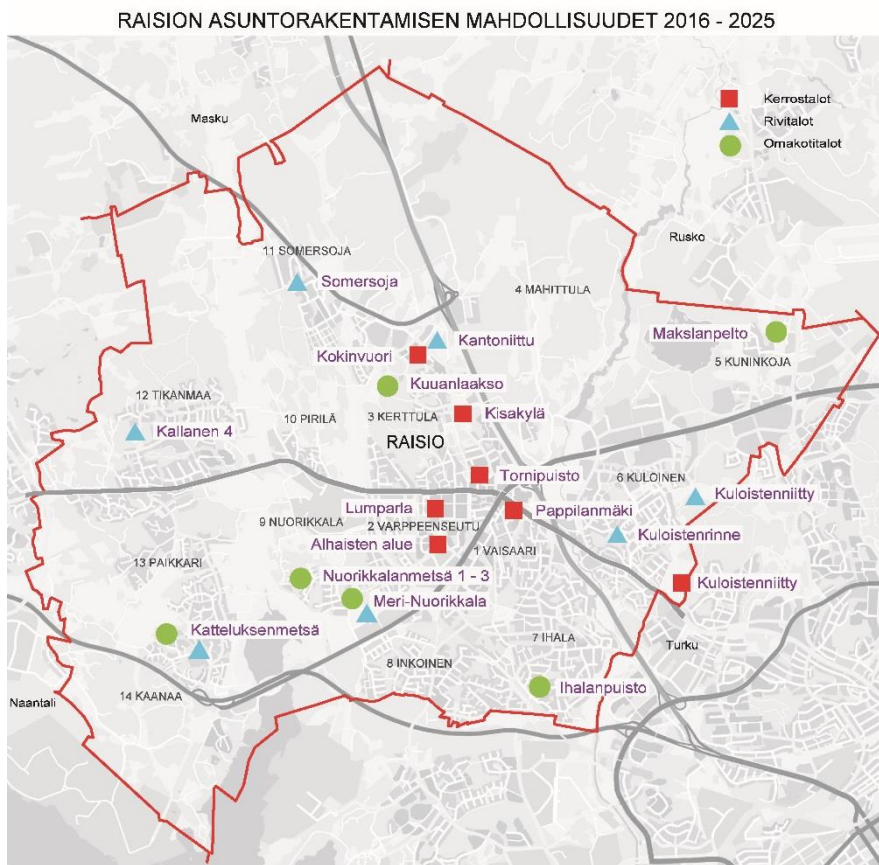 RAISION ASUNTORAKENTAMISEN MAHDOLLISUUDET 2016 - 2025
Kerrostalot
Rivitalot
Omakotitalot
Masku
Rusko
11 SOMERSOJA
Somersoja
4 MAHITTULA
Kantoniittu
Kokinvuori
Makslanpelto
5 KUNINKOJA
Kuuanlaakso
12 TIKANMAA
Kallanen 4
10 PIRILÄ
3 KERTTULA
Kisakylä
RAISIO
Tornipuisto
6 KULOINEN
Kuloistenniitty
Lumparla
Pappilanmäki
9 NUORIKKALA
2 VARPPEENSEUTU
Kuloistenrinne
Alhaisten alue
1 VAISAARI
13 PAIKKARI
Nuorikkalanmetsä 1 - 3
Kuloistenniitty
Meri-Nuorikkala
Katteluksenmetsä
7 IHALA
Turku
8 INKOINEN
Ihalanpuisto
14 KAANAA
Naantali